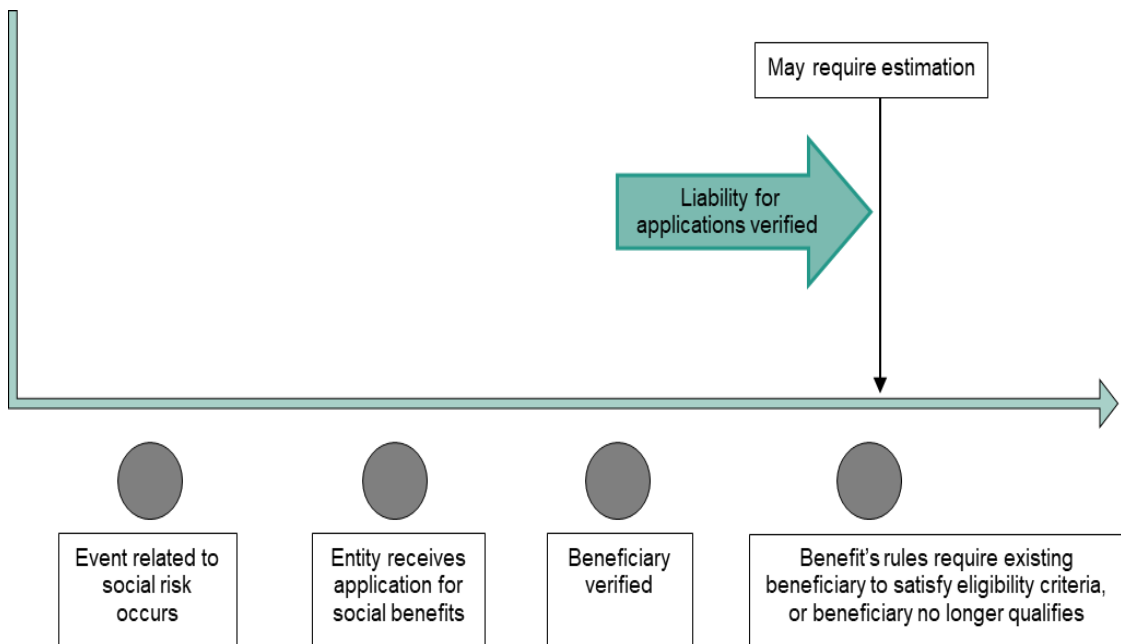 May require estimation
Liability for
applications verified
Event related to
social risk
occurs
Entity receives
application for
social benefits
Beneficiary
verified
Benefit's rules require existing
beneficiary to satisfy eligibility criteria,
or beneficiary no longer qualifies